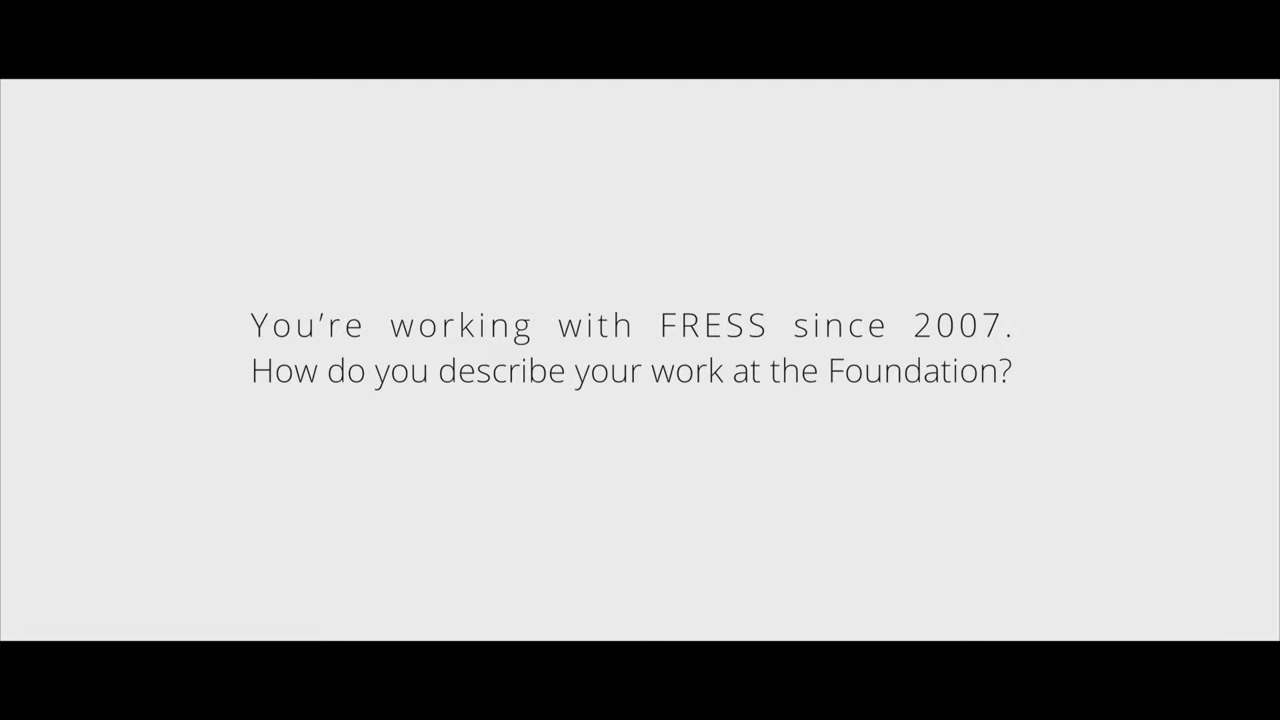 You’re working with FRESS since 2007.
How do you describe your work at the Foundation?